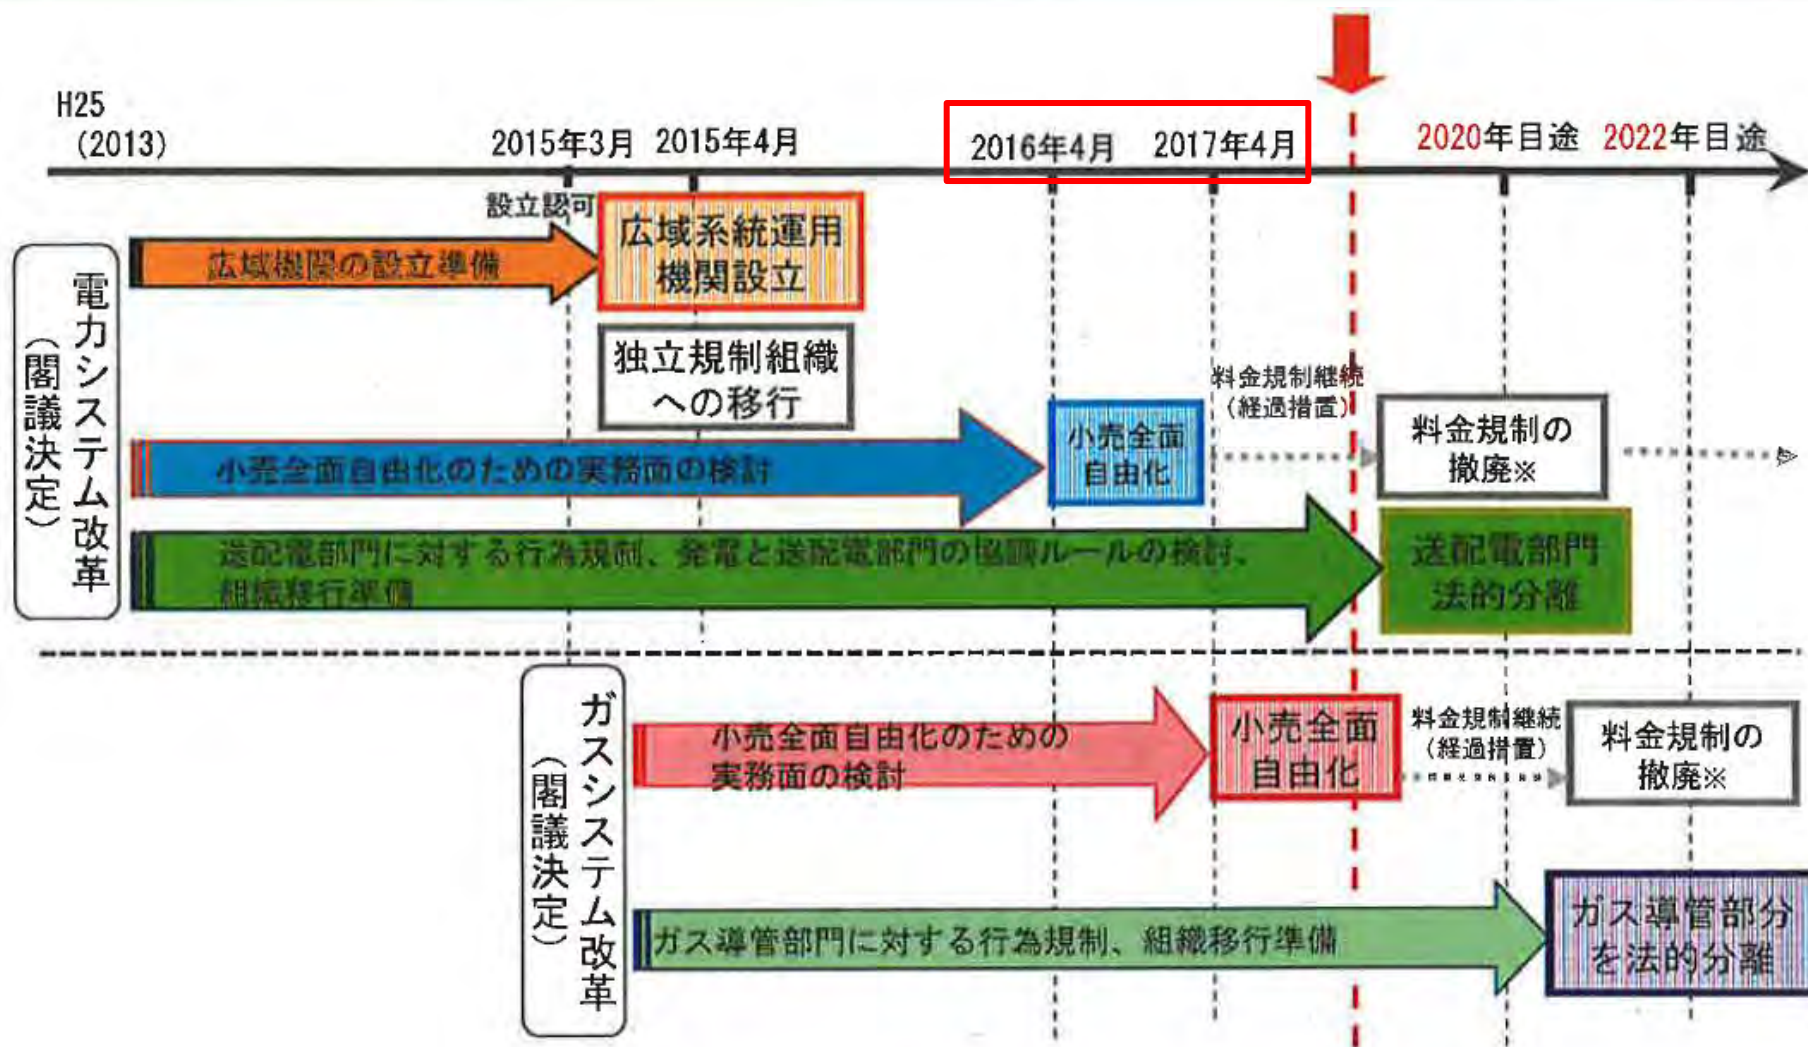 H25
(2013)
2015年3月
2015年4月
2016年4月
2017年4月
2020年目途
2022年目途
設立認可
電力システム改革
（閣議決定）
広域機関の設立準備
広域系統運用
機関設立
独立規制組織
への移行
小売全面自由化のための実務面の検討
小売全面
自由化
料金規制継続
（経過措置）
料金規制の
撤廃※
送配電部門に対する行為規制、発電と送配電部門の協調ルールの検討、
組織移行準備
送配電部門
法的分離
ガスシステム改革
（閣議決定）
小売全面自由化のための
実務面の検討
小売全面
自由化
料金規制継続
（経過措置）
料金規制の
撤廃※
ガス導管部門に対する行為規制、組織移行準備
ガス導管部分
を法的分離